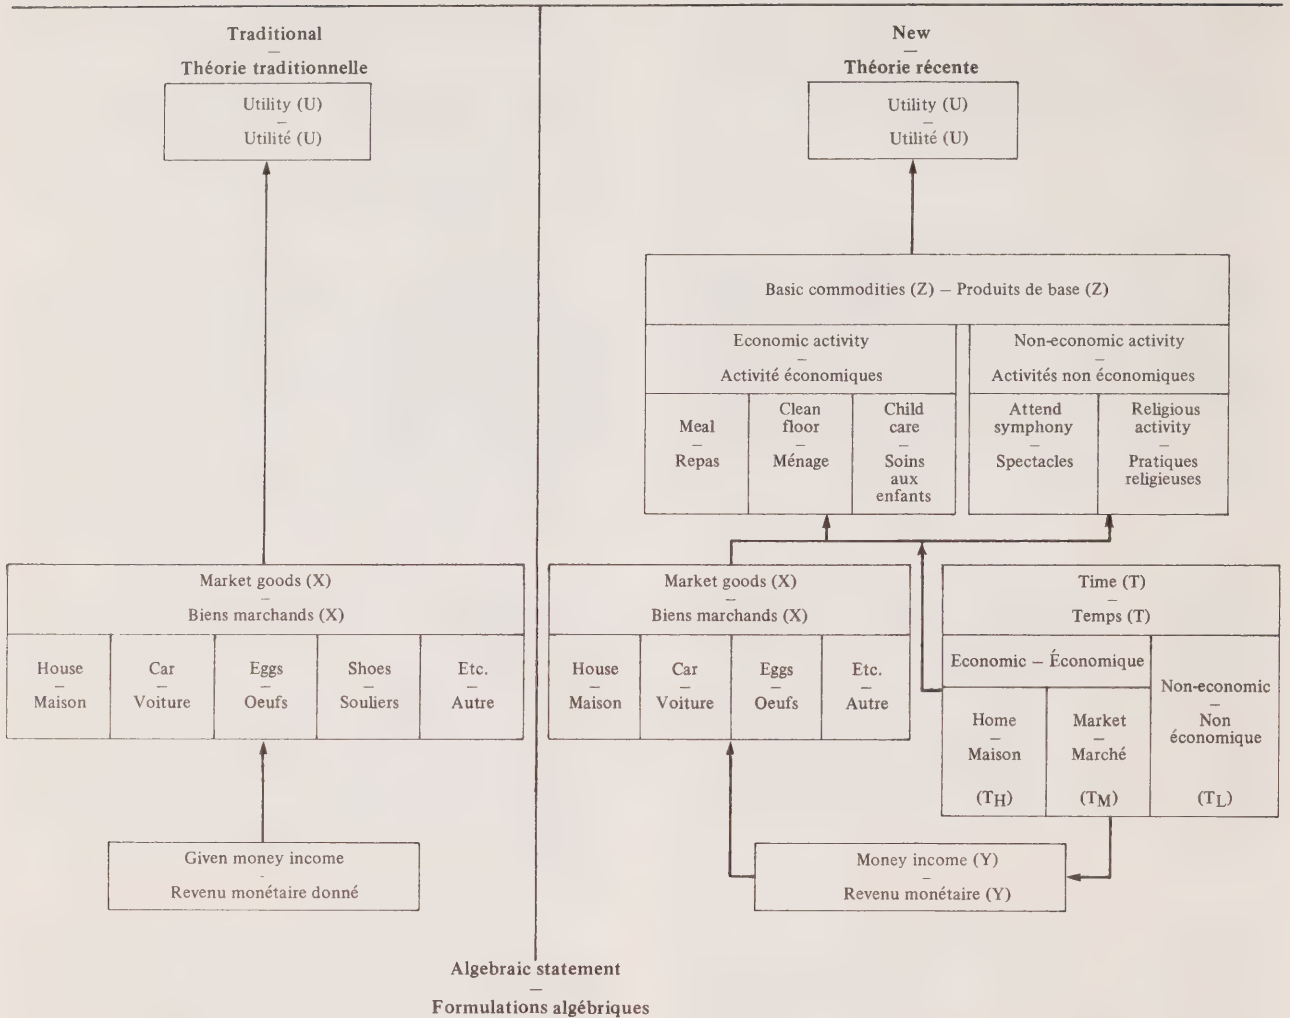 Traditional
—
Théorie traditionnelle
Utility (U)
—
Utilité (U)
Market goods (X)
—
Biens marchands (X)
House
—
Maison
Car
—
Voiture
Eggs
—
Oeufs
Shoes
—
Souliers
Etc.
—
Autre
Given money income
-
Revenu monétaire donné
New
—
Théorie récente
Utility (U)
—
Utilité (U)
Basic commodities (Z) — Produits de base (Z)
Economic activity
—
Activité économiques
Non-economic activity
—
Activités non économiques
Meal
—
Repas
Clean
floor
—
Ménage
Child
care
—
Soins
aux
enfants
Attend
symphony
—
Spectacles
Religious
activity
—
Pratiques
religieuses
Market goods (X)
—
Biens marchands (X)
House
—
Maison
Car
—
Voiture
Eggs
—
Oeufs
Etc.
—
Autre
Time (T)
—
Temps (T)
Economic — Économique
Home
—
Maison
(TH)
Market
—
Marché
(TM)
Non-economic
—
Non
économique
(TL)
Money income (Y)
—
Revenu monétaire (Y)
Algebraic statement
—
Formulations algébriques